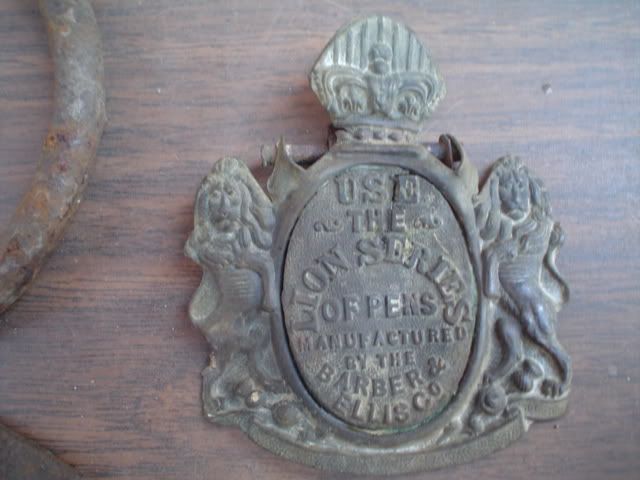 USE
THE
LION SERIES
OF PENS
MANUFACTURED
BY THE
BARBER &
ELLIS CO